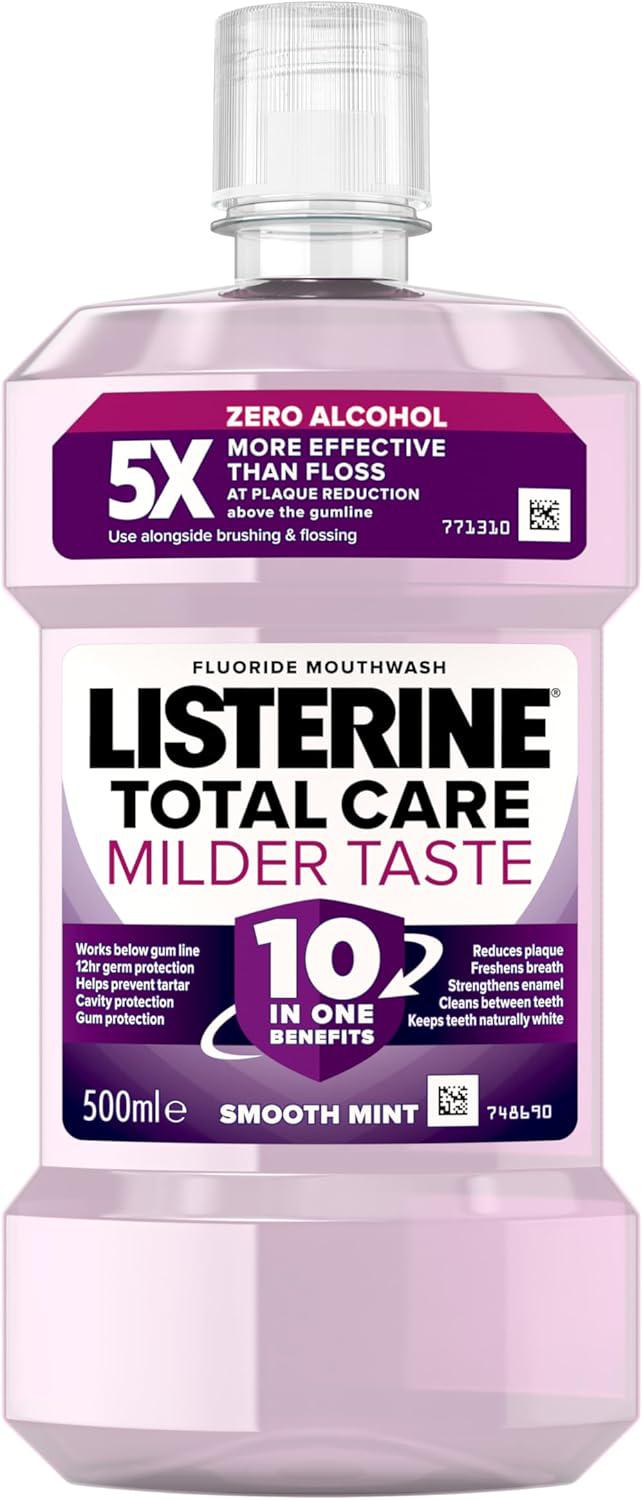 ZERO ALCOHOL
5X
MORE EFFECTIVE
THAN FLOSS
AT PLAQUE REDUCTION
above the gumline
Use alongside brushing & flossing
771310
FLUORIDE MOUTHWASH
LISTERINE®
TOTAL CARE
MILDER TASTE
Works below gum line
12hr germ protection
Helps prevent tartar
Cavity protection
Gum protection
10
IN ONE
BENEFITS
Reduces plaque
Freshens breath
Strengthens enamel
Cleans between teeth
Keeps teeth naturally white
500ml e
SMOOTH MINT
748690